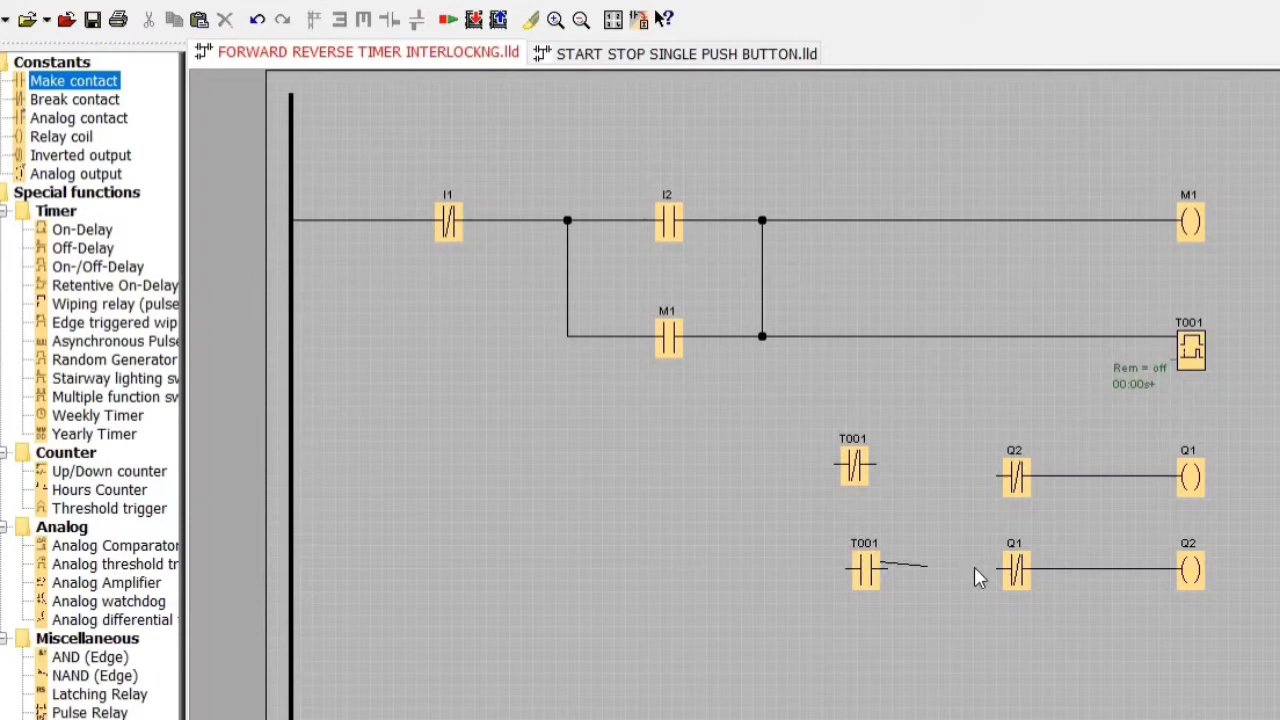 FORWARD REVERSE TIMER INTERLOCKNG.lld
START STOP SINGLE PUSH BUTTON.lld
Constants
Make contact
Break contact
Analog contact
Relay coil
Inverted output
Analog output
Special functions
Timer
On-Delay
Off-Delay
On-/Off-Delay
Retentive On-Delay
Wiping relay (pulse
Edge triggered wip
Asynchronous Pulse
Random Generator
Stairway lighting sw
Multiple function sw
Weekly Timer
Yearly Timer
Counter
Up/Down counter
Hours Counter
Threshold trigger
Analog
Analog Comparator
Analog threshold tr
Analog Amplifier
Analog watchdog
Analog differential
Miscellaneous
AND (Edge)
NAND (Edge)
Latching Relay
Pulse Relay
I1
I2
M1
M1
T001
Rem = off
00:00s+
T001
Q2
Q1
T001
Q1
Q2